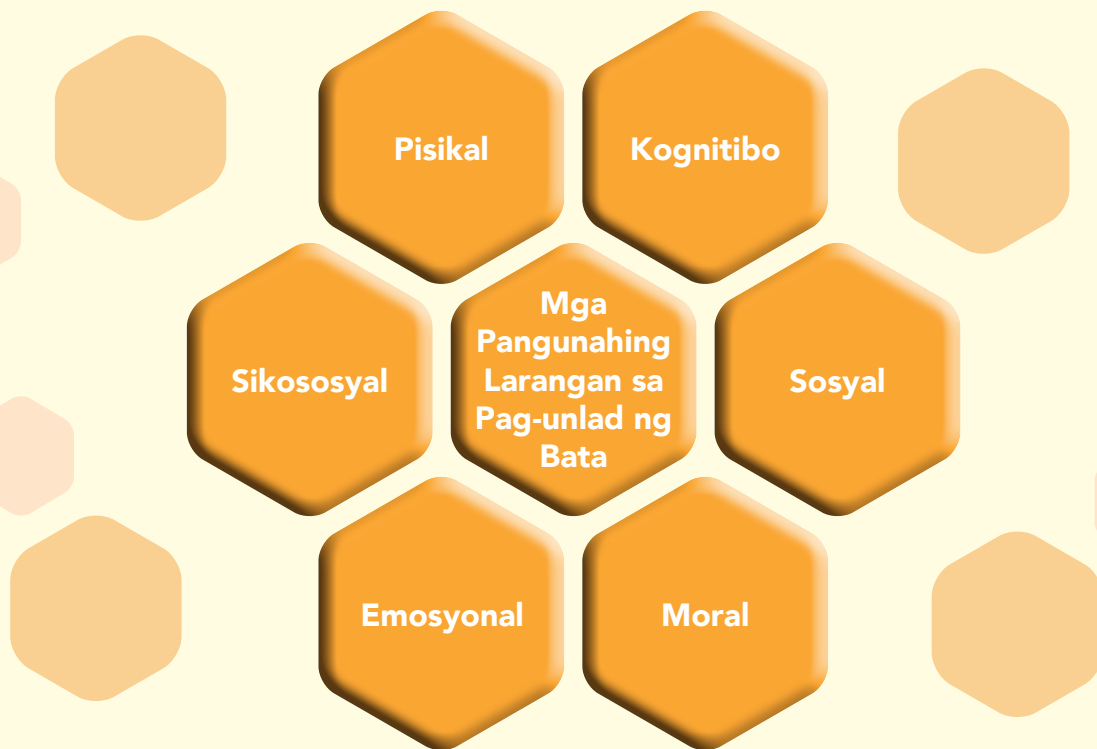 Pisikal
Kognitibo
Sikososyal
Mga
Pangunahing
Larangan sa
Pag-unlad ng
Bata
Sosyal
Emosyonal
Moral